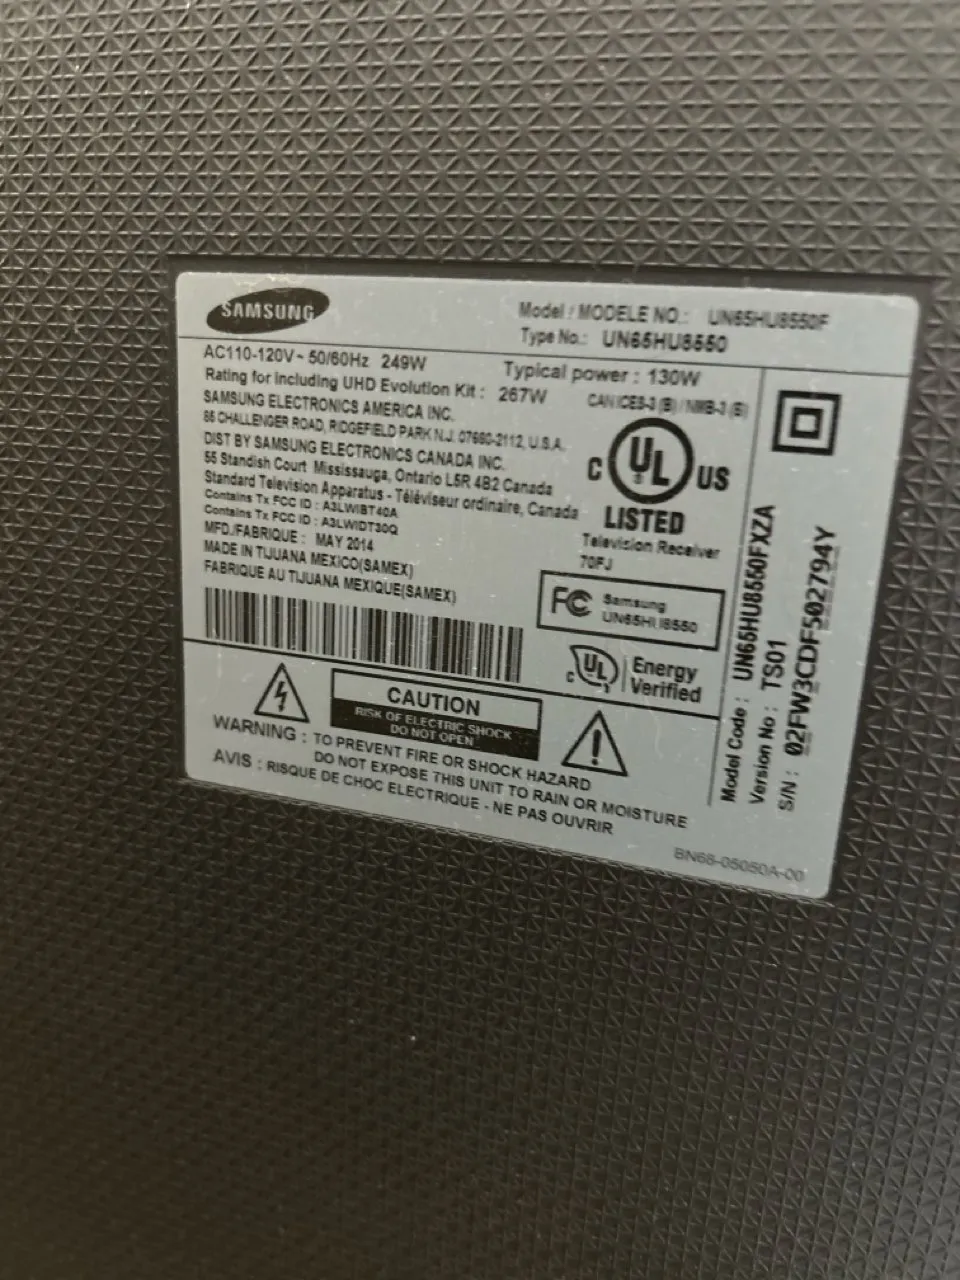 SAMSUNG
Model / MODELE NO.: UN65HU8550F
Type No.: UN65HU8550
AC110-120V~ 50/60Hz 249W
Typical power : 130W
Rating for including UHD Evolution Kit : 267W
CAN ICES-3 (B) / NMB-3 (B)
SAMSUNG ELECTRONICS AMERICA INC.
85 CHALLENGER ROAD, RIDGEFIELD PARK N.J. 07660-2112, U.S.A.
DIST BY SAMSUNG ELECTRONICS CANADA INC.
55 Standish Court Mississauga, Ontario L5R 4B2 Canada
Standard Television Apparatus - Téléviseur ordinaire, Canada
Contains Tx FCC ID : A3LWIBT40A
Contains Tx FCC ID : A3LWIDT30Q
MFD./FABRIQUE : MAY 2014
MADE IN TIJUANA MEXICO(SAMEX)
FABRIQUE AU TIJUANA MEXIQUE(SAMEX)
C UL US
LISTED
Television Receiver
70FJ
FC Samsung
UN65HU8550
C UL Energy
Verified
CAUTION
RISK OF ELECTRIC SHOCK
DO NOT OPEN
WARNING : TO PREVENT FIRE OR SHOCK HAZARD
DO NOT EXPOSE THIS UNIT TO RAIN OR MOISTURE
AVIS : RISQUE DE CHOC ELECTRIQUE - NE PAS OUVRIR
BN68-05050A-00
Model Code : UN65HU8550FXZA
Version No : TS01
S/N : 02FW3CDF502794Y